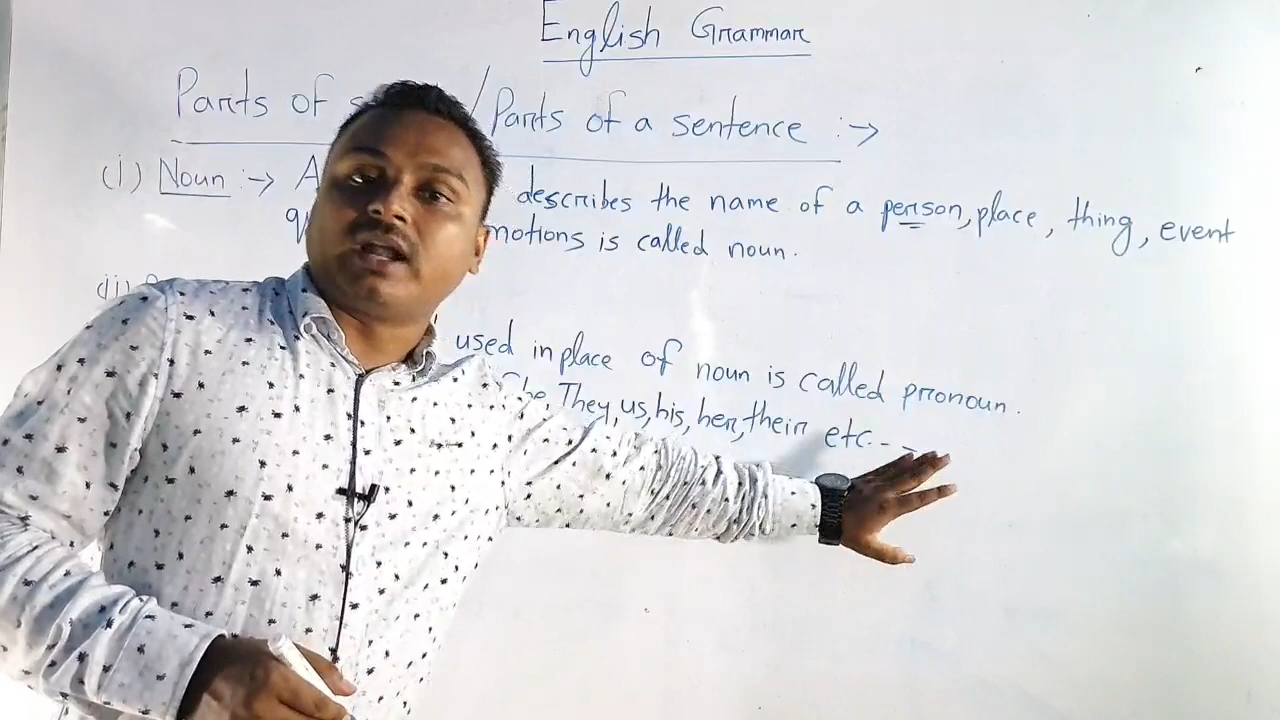 English Grammar
Parts of / Parts of a sentence :→
(i) Noun :→ A describes the name of a person, place, thing, event
motions is called noun.
(ii)
used in place of noun is called pronoun.
She, They, us, his, her, their etc--